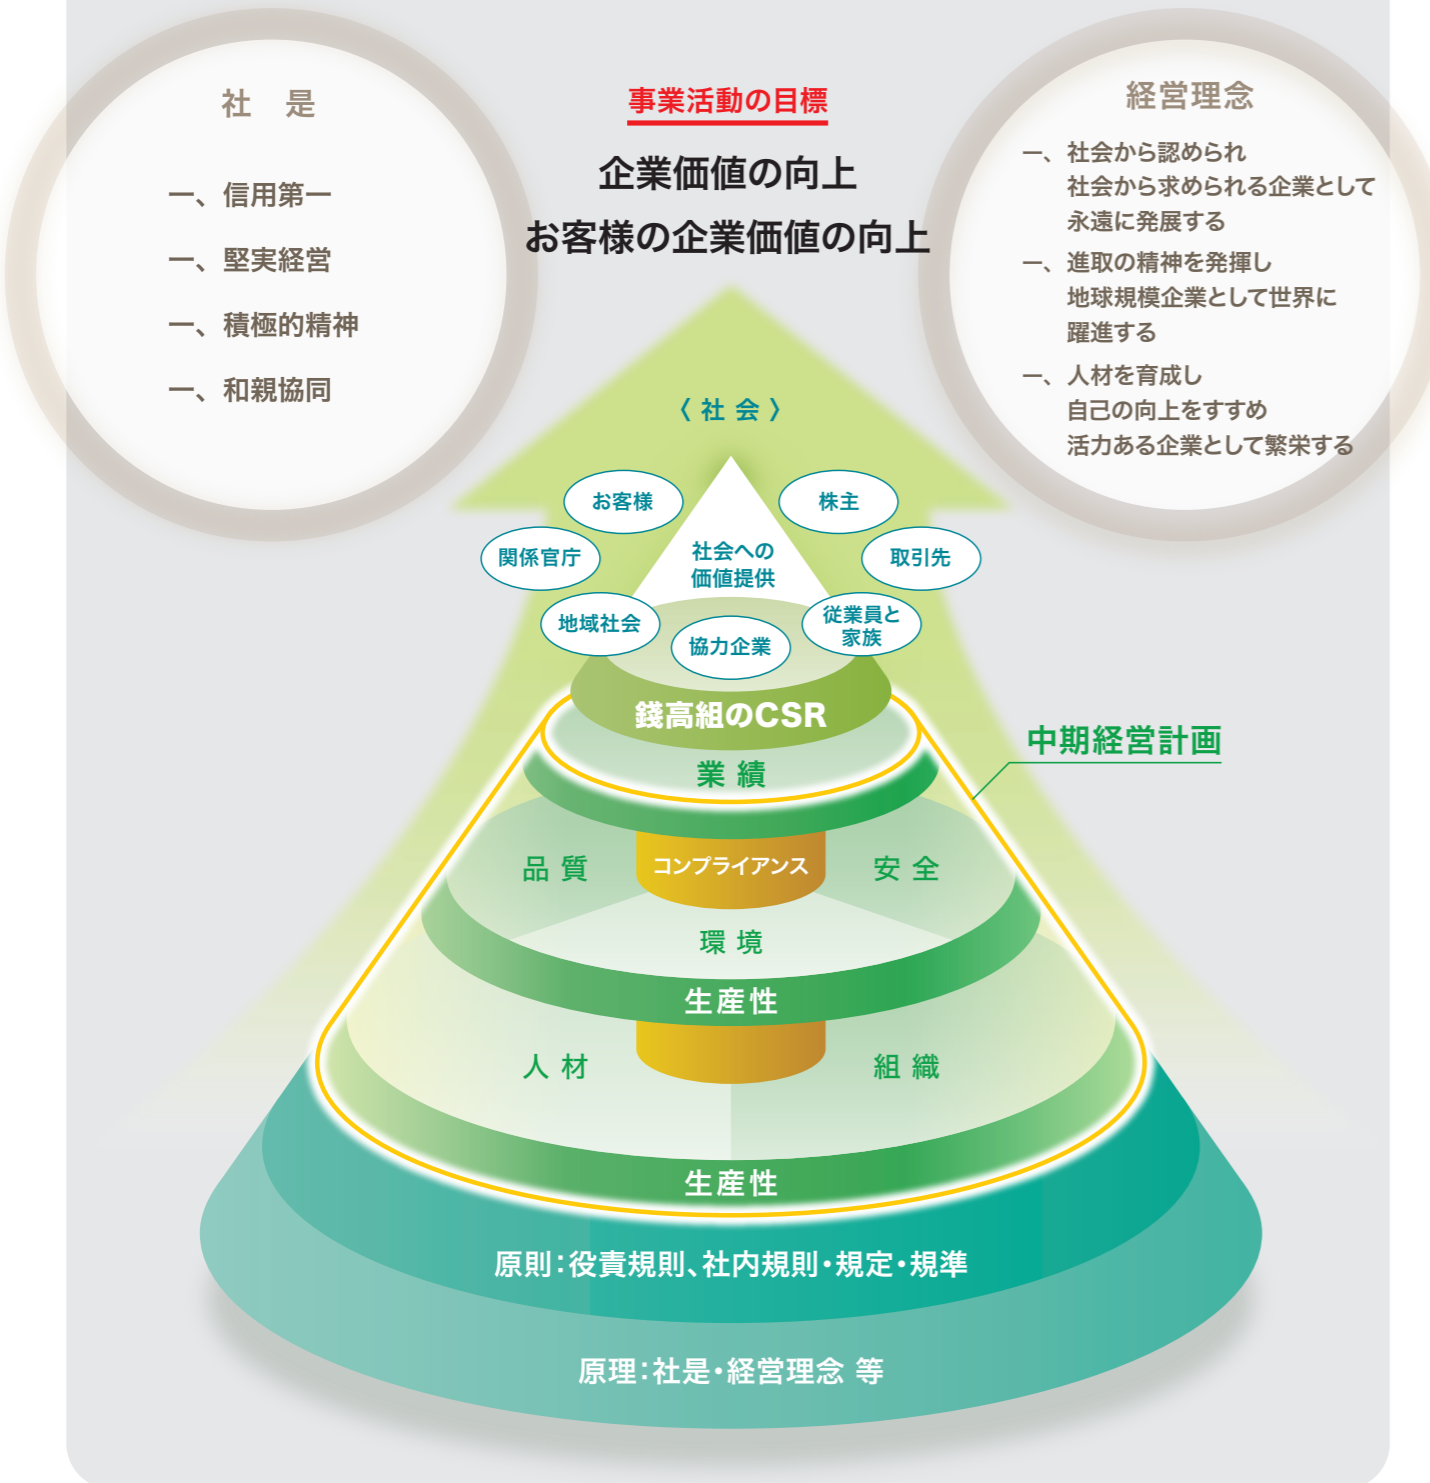 社 是
一、信用第一
一、堅実経営
一、積極的精神
一、和親協同
事業活動の目標
企業価値の向上
お客様の企業価値の向上
経営理念
一、社会から認められ
社会から求められる企業として
永遠に発展する
一、進取の精神を発揮し
地球規模企業として世界に
躍進する
一、人材を育成し
自己の向上をすすめ
活力ある企業として繁栄する
〈社会〉
お客様
株主
関係官庁
社会への
価値提供
取引先
地域社会
協力企業
従業員と
家族
錢高組のCSR
中期経営計画
業績
品質
コンプライアンス
安全
環境
生産性
人材
組織
生産性
原則：役責規則、社内規則・規定・規準
原理：社是・経営理念 等